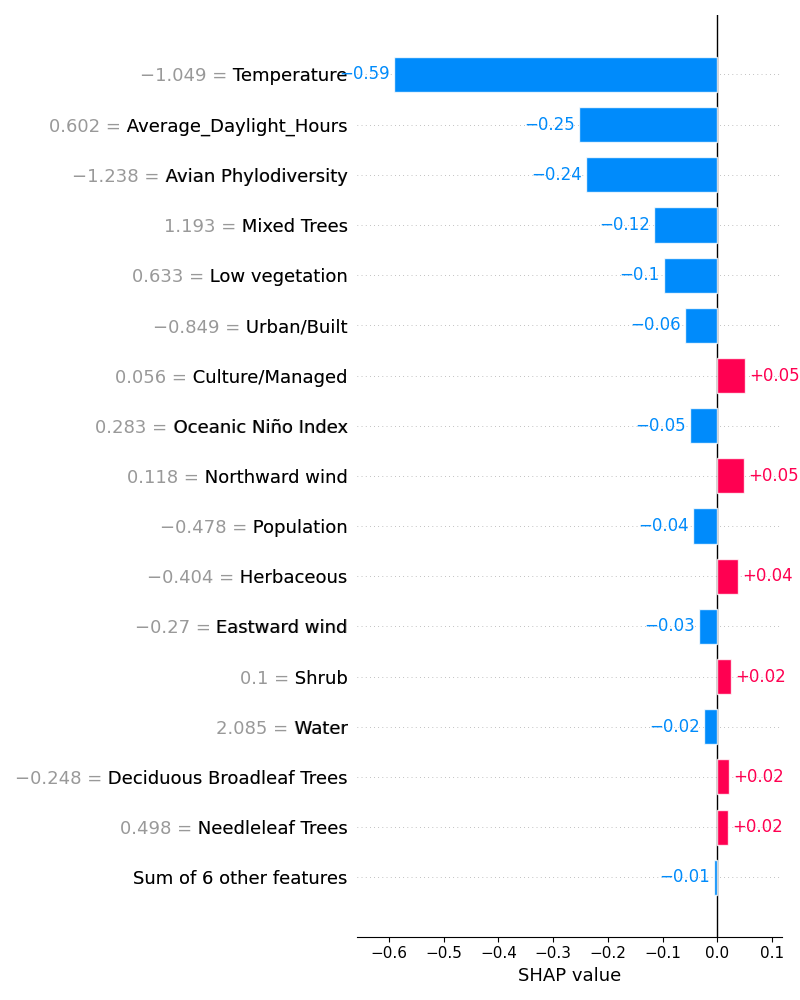 −1.049 = Temperature −0.59
0.602 = Average_Daylight_Hours −0.25
−1.238 = Avian Phylodiversity −0.24
1.193 = Mixed Trees −0.12
0.633 = Low vegetation −0.1
−0.849 = Urban/Built −0.06
0.056 = Culture/Managed +0.05
0.283 = Oceanic Niño Index −0.05
0.118 = Northward wind +0.05
−0.478 = Population −0.04
−0.404 = Herbaceous +0.04
−0.27 = Eastward wind −0.03
0.1 = Shrub +0.02
2.085 = Water −0.02
−0.248 = Deciduous Broadleaf Trees +0.02
0.498 = Needleleaf Trees +0.02
Sum of 6 other features −0.01
−0.6 −0.5 −0.4 −0.3 −0.2 −0.1 0.0 0.1
SHAP value